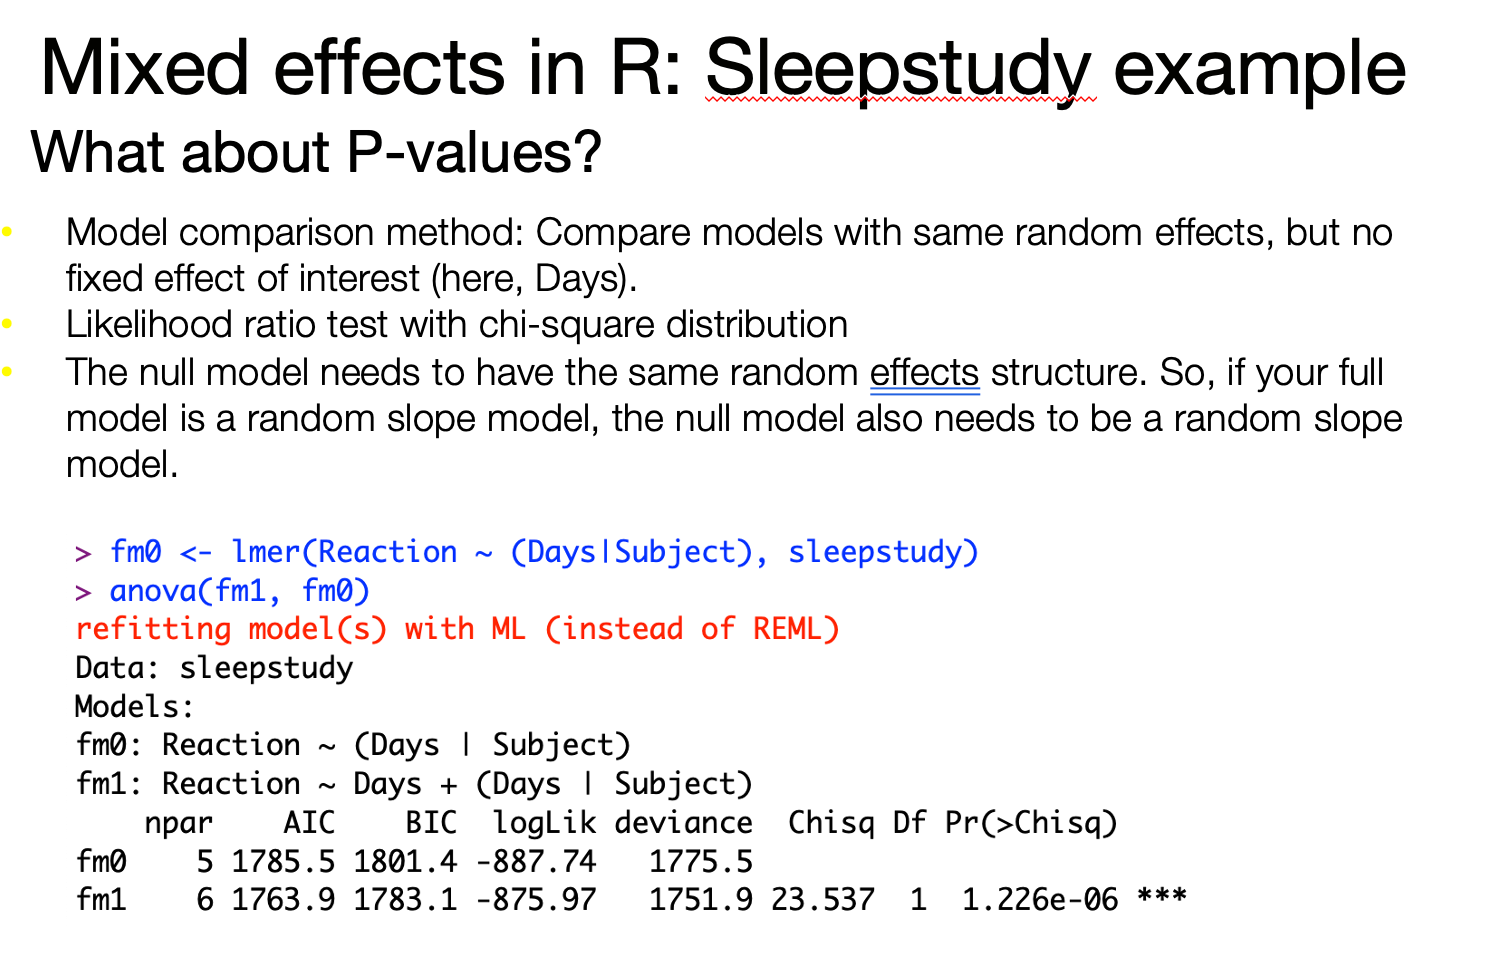 Mixed effects in R: Sleepstudy example
What about P-values?
• Model comparison method: Compare models with same random effects, but no
fixed effect of interest (here, Days).
• Likelihood ratio test with chi-square distribution
• The null model needs to have the same random effects structure. So, if your full
model is a random slope model, the null model also needs to be a random slope
model.
> fm0 <- lmer(Reaction ~ (Days|Subject), sleepstudy)
> anova(fm1, fm0)
refitting model(s) with ML (instead of REML)
Data: sleepstudy
Models:
fm0: Reaction ~ (Days | Subject)
fm1: Reaction ~ Days + (Days | Subject)
    npar    AIC    BIC  logLik deviance  Chisq Df Pr(>Chisq)
fm0    5 1785.5 1801.4 -887.74   1775.5
fm1    6 1763.9 1783.1 -875.97   1751.9 23.537  1  1.226e-06 ***